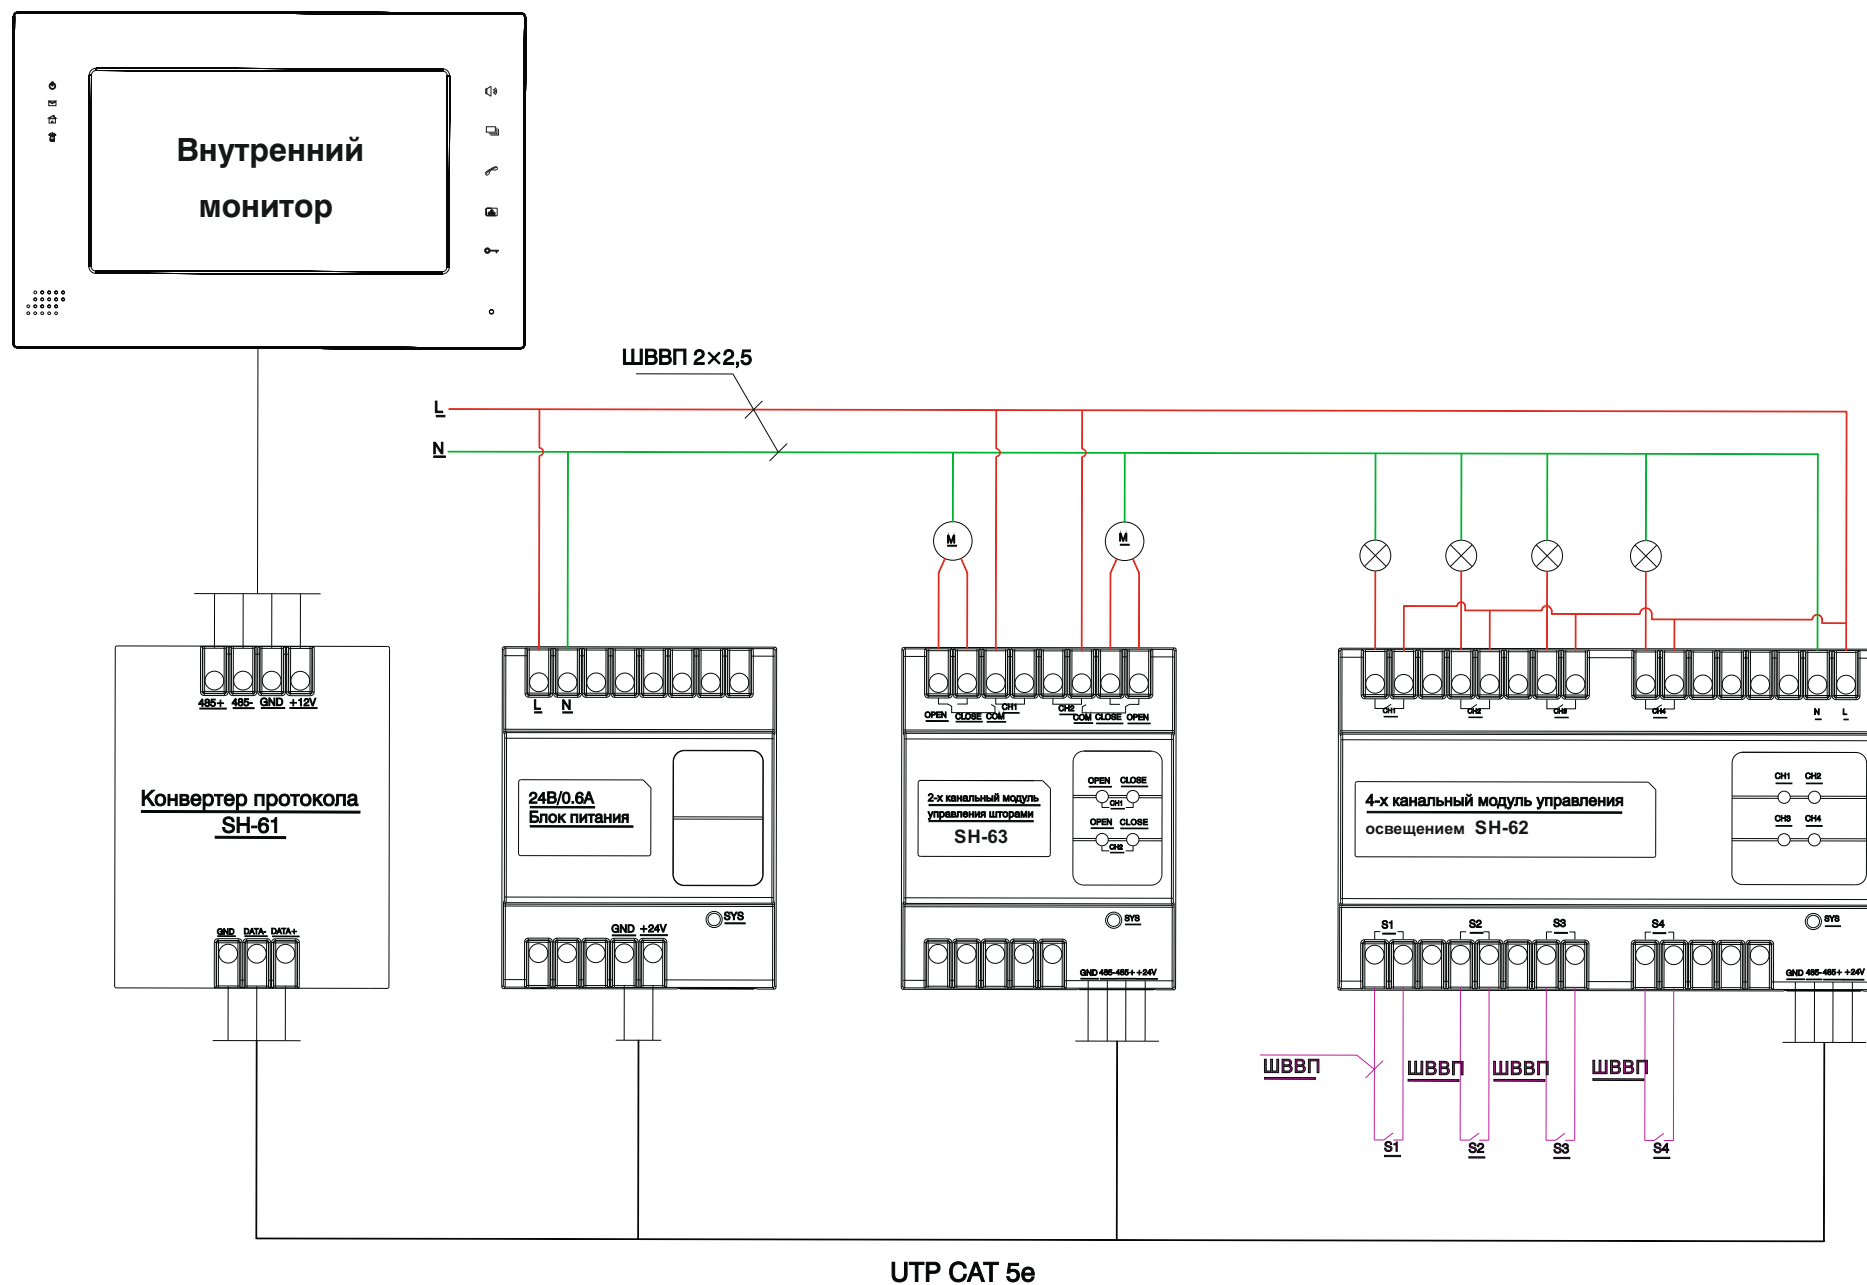 Внутренний
монитор
ШВВП 2×2,5
L
N
M
M
485+ 485- GND +12V
L N
OPEN CLOSE COM CH1 CH2 COM CLOSE OPEN
CH1 CH2 CH3 CH4 N L
Конвертер протокола
SH-61
24В/0.6А
Блок питания
2-х канальный модуль
управления шторами
SH-63
OPEN CLOSE
CH1
OPEN CLOSE
CH2
4-х канальный модуль управления
освещением SH-62
CH1 CH2
CH3 CH4
GND DATA- DATA+
SYS
GND +24V
SYS
GND 485- 485+ +24V
S1 S2 S3 S4
SYS
GND 485- 485+ +24V
ШВВП ШВВП ШВВП ШВВП
S1 S2 S3 S4
UTP CAT 5e